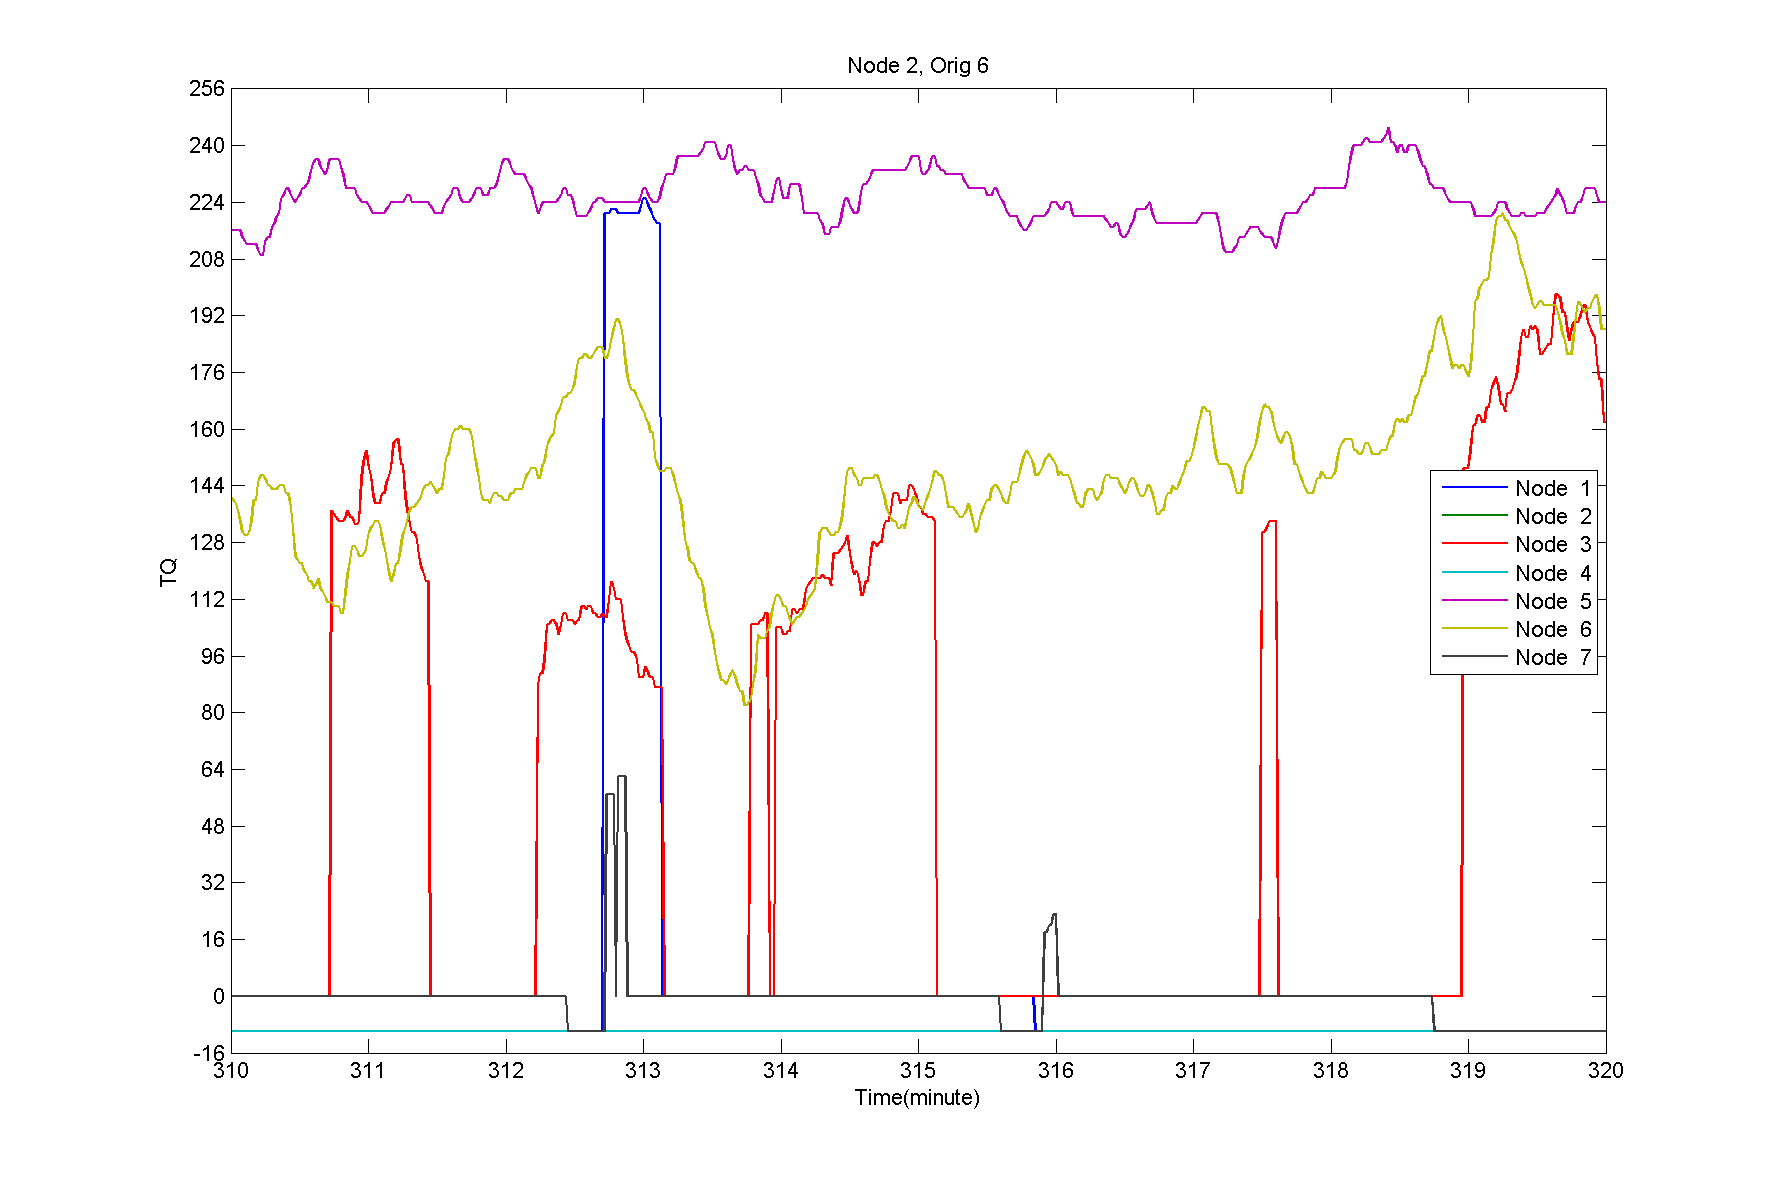 Node 2, Orig 6
256
240
224
208
192
176
160
144
128
112
96
80
64
48
32
16
0
-16
TQ
310 311 312 313 314 315 316 317 318 319 320
Time(minute)
Node 1
Node 2
Node 3
Node 4
Node 5
Node 6
Node 7